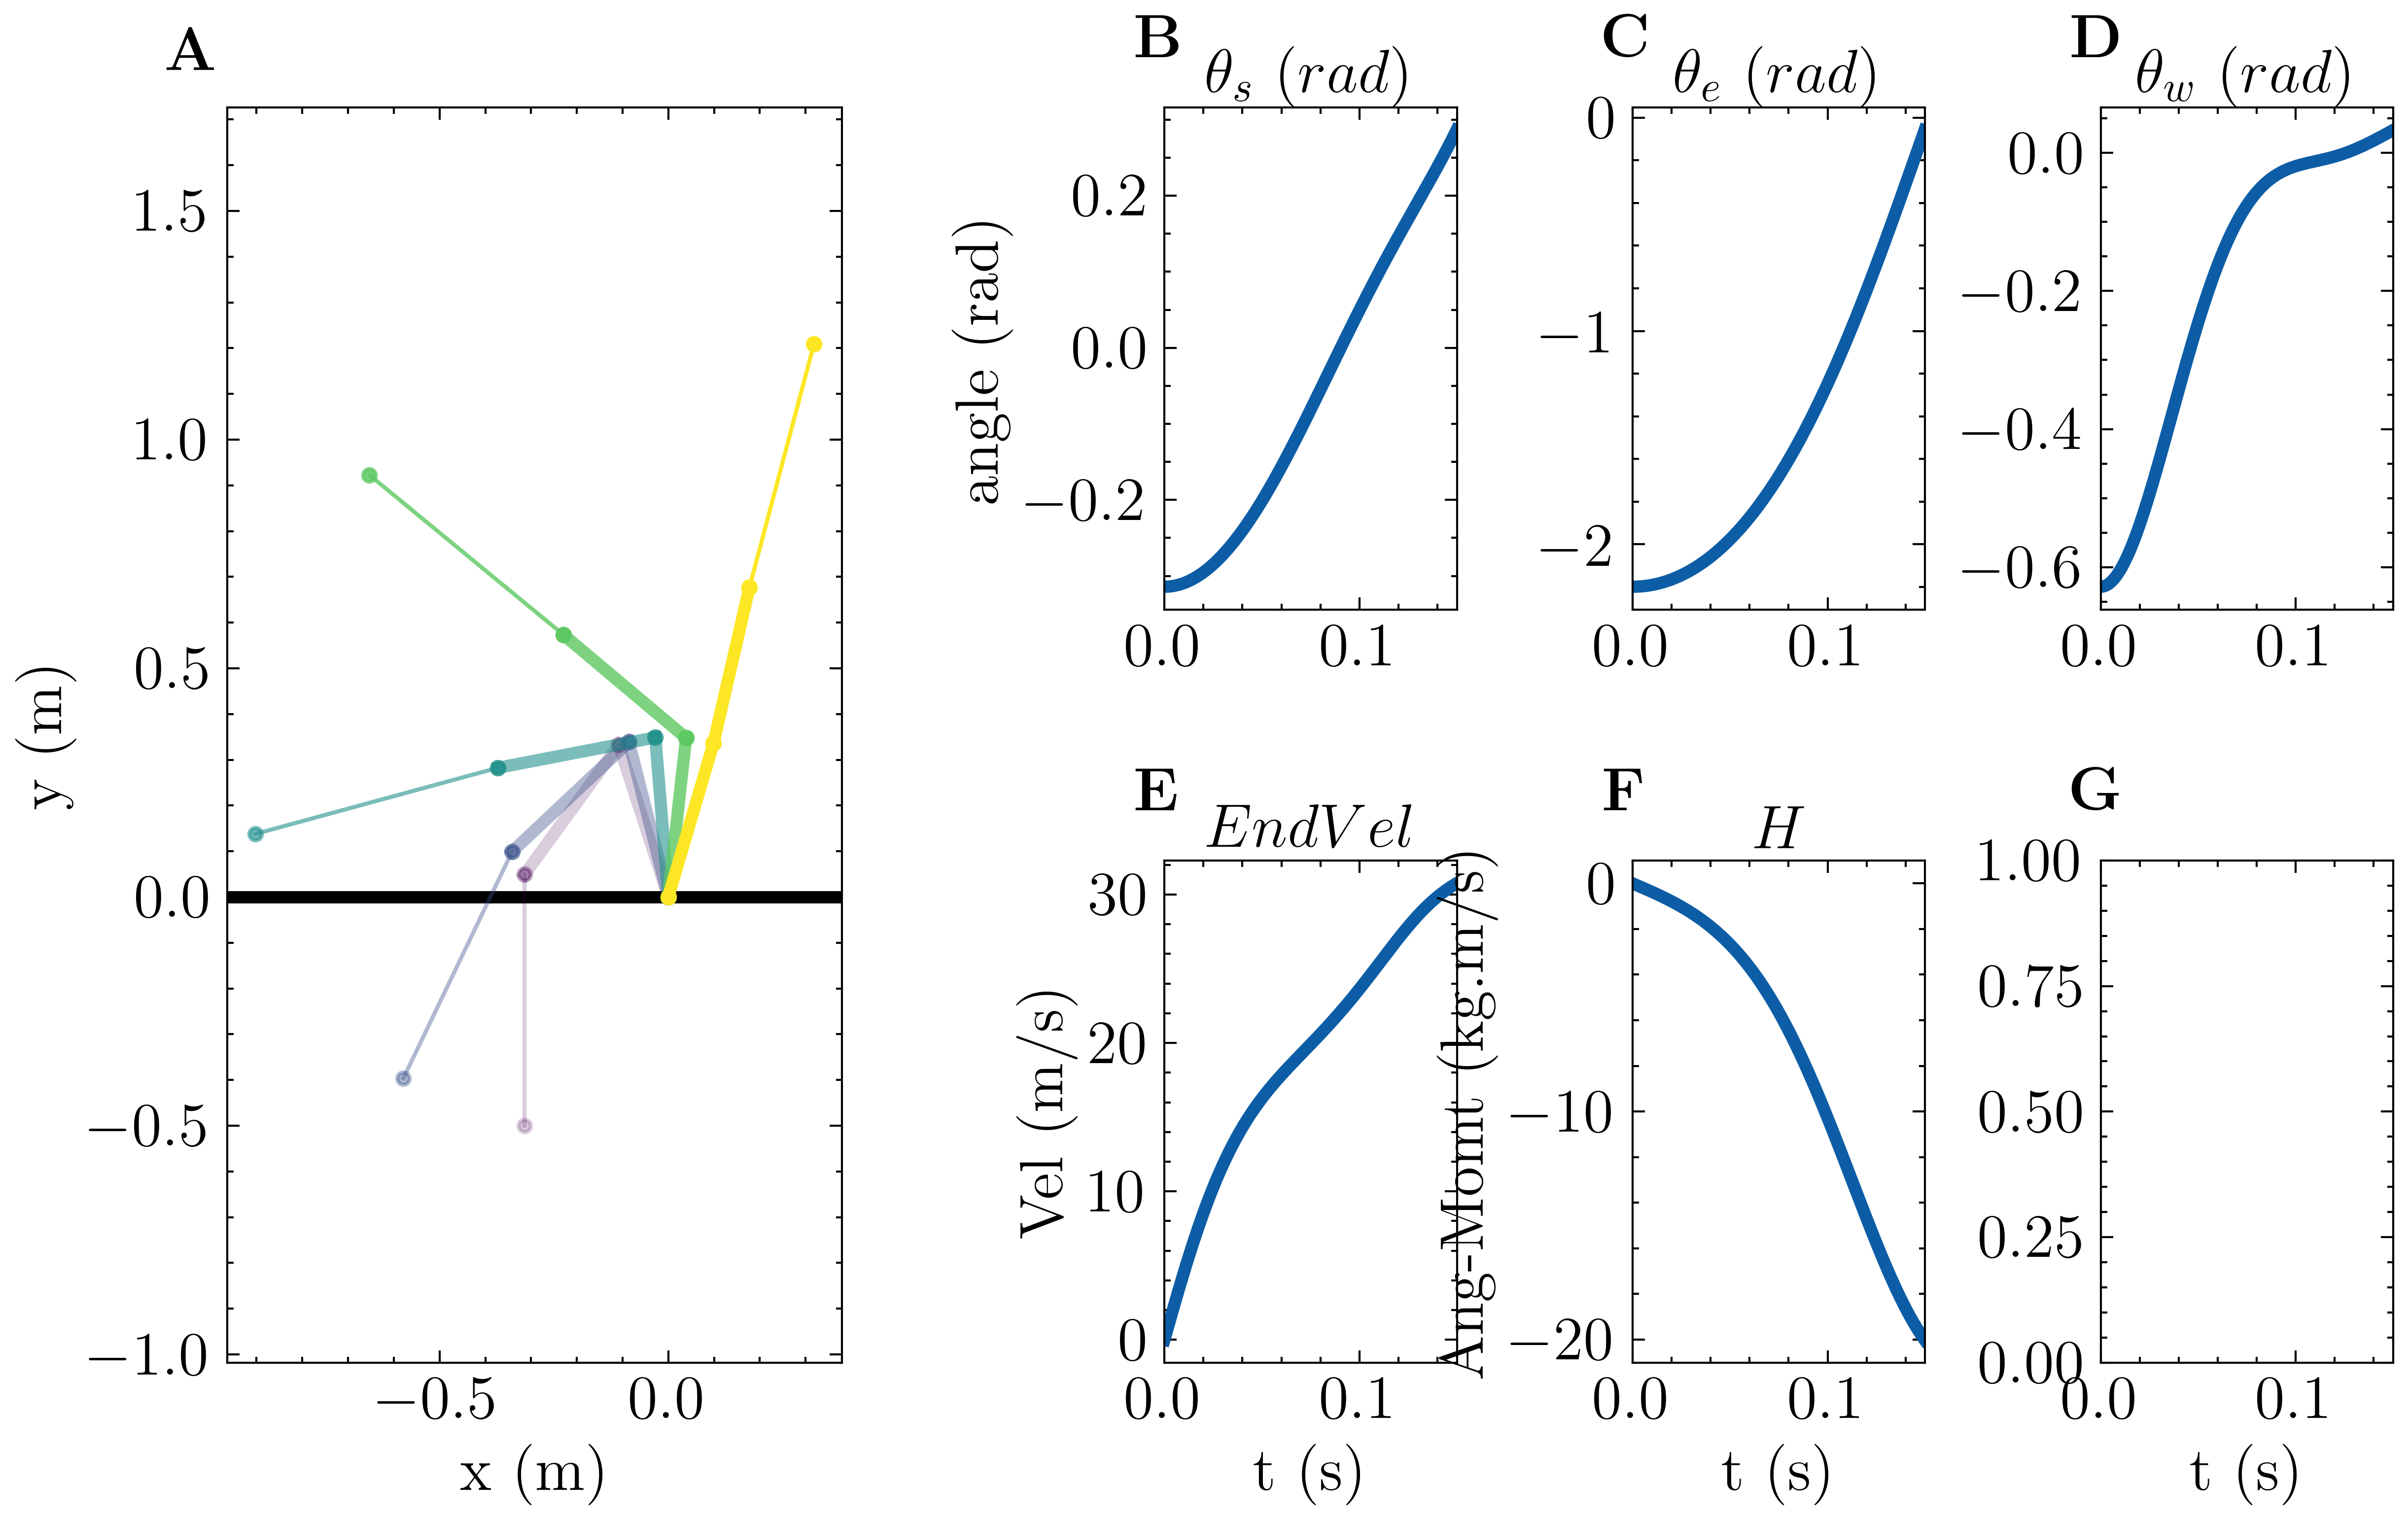 A
1.5
1.0
0.5
0.0
−0.5
−1.0
y (m)
−0.5 0.0
x (m)
B
θs (rad)
0.2
0.0
−0.2
angle (rad)
0.0 0.1
C
θe (rad)
0
−1
−2
0.0 0.1
D
θw (rad)
0.0
−0.2
−0.4
−0.6
0.0 0.1
E
EndVel
30
20
10
0
Vel (m/s)
0.0 0.1
t (s)
F
H
0
−10
−20
Ang-Momt (kg.m/s)
0.0 0.1
t (s)
G
1.00
0.75
0.50
0.25
0.00
0.0 0.1
t (s)